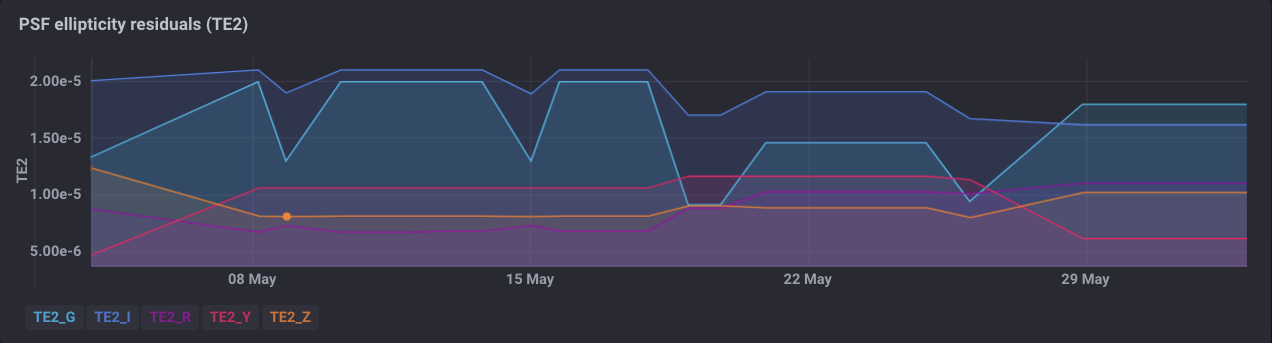 PSF ellipticity residuals (TE2)
2.00e-5
1.50e-5
1.00e-5
5.00e-6
TE2
08 May 15 May 22 May 29 May
TE2_G TE2_I TE2_R TE2_Y TE2_Z